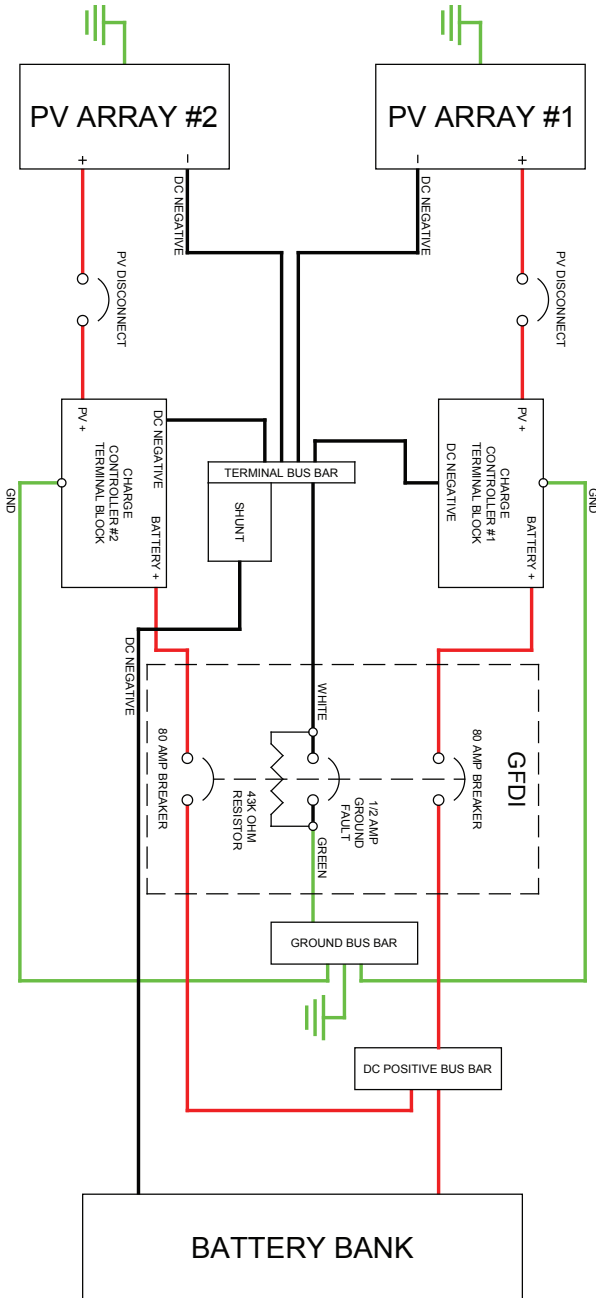 PV ARRAY #2
PV ARRAY #1
+
-
-
+
DC NEGATIVE
DC NEGATIVE
PV DISCONNECT
PV DISCONNECT
PV +
DC NEGATIVE
CHARGE
CONTROLLER #2
TERMINAL BLOCK
BATTERY +
GND
TERMINAL BUS BAR
SHUNT
PV +
CHARGE
CONTROLLER #1
TERMINAL BLOCK
DC NEGATIVE
BATTERY +
GND
DC NEGATIVE
WHITE
GFDI
80 AMP BREAKER
43K OHM
RESISTOR
1/2 AMP
GROUND
FAULT
80 AMP BREAKER
GREEN
GROUND BUS BAR
DC POSITIVE BUS BAR
BATTERY BANK